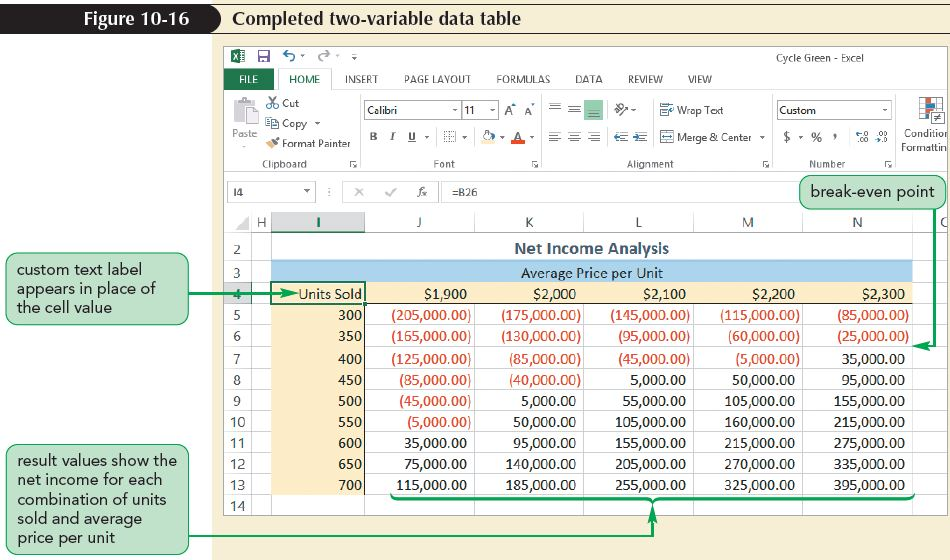 Figure 10-16 Completed two-variable data table
Cycle Green - Excel
FILE HOME INSERT PAGE LAYOUT FORMULAS DATA REVIEW VIEW
Paste
Cut
Copy
Format Painter
Clipboard
Calibri 11 A A
B I U A
Font
Wrap Text
Merge & Center
Alignment
Custom
$ % , .00
Number
Condition
Formattin
I4 fx =B26
break-even point
H I J K L M N
2 Net Income Analysis
3 Average Price per Unit
custom text label
appears in place of
the cell value
4 Units Sold $1,900 $2,000 $2,100 $2,200 $2,300
5 300 (205,000.00) (175,000.00) (145,000.00) (115,000.00) (85,000.00)
6 350 (165,000.00) (130,000.00) (95,000.00) (60,000.00) (25,000.00)
7 400 (125,000.00) (85,000.00) (45,000.00) (5,000.00) 35,000.00
8 450 (85,000.00) (40,000.00) 5,000.00 50,000.00 95,000.00
9 500 (45,000.00) 5,000.00 55,000.00 105,000.00 155,000.00
10 550 (5,000.00) 50,000.00 105,000.00 160,000.00 215,000.00
11 600 35,000.00 95,000.00 155,000.00 215,000.00 275,000.00
12 650 75,000.00 140,000.00 205,000.00 270,000.00 335,000.00
13 700 115,000.00 185,000.00 255,000.00 325,000.00 395,000.00
14
result values show the
net income for each
combination of units
sold and average
price per unit